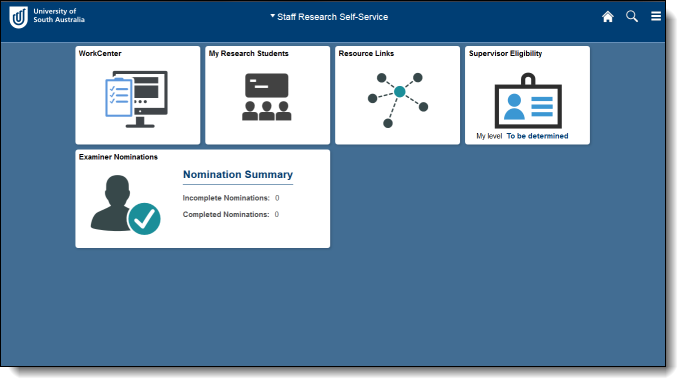 University of
South Australia
Staff Research Self-Service
WorkCenter
My Research Students
Resource Links
Supervisor Eligibility
My level To be determined
Examiner Nominations
Nomination Summary
Incomplete Nominations: 0
Completed Nominations: 0